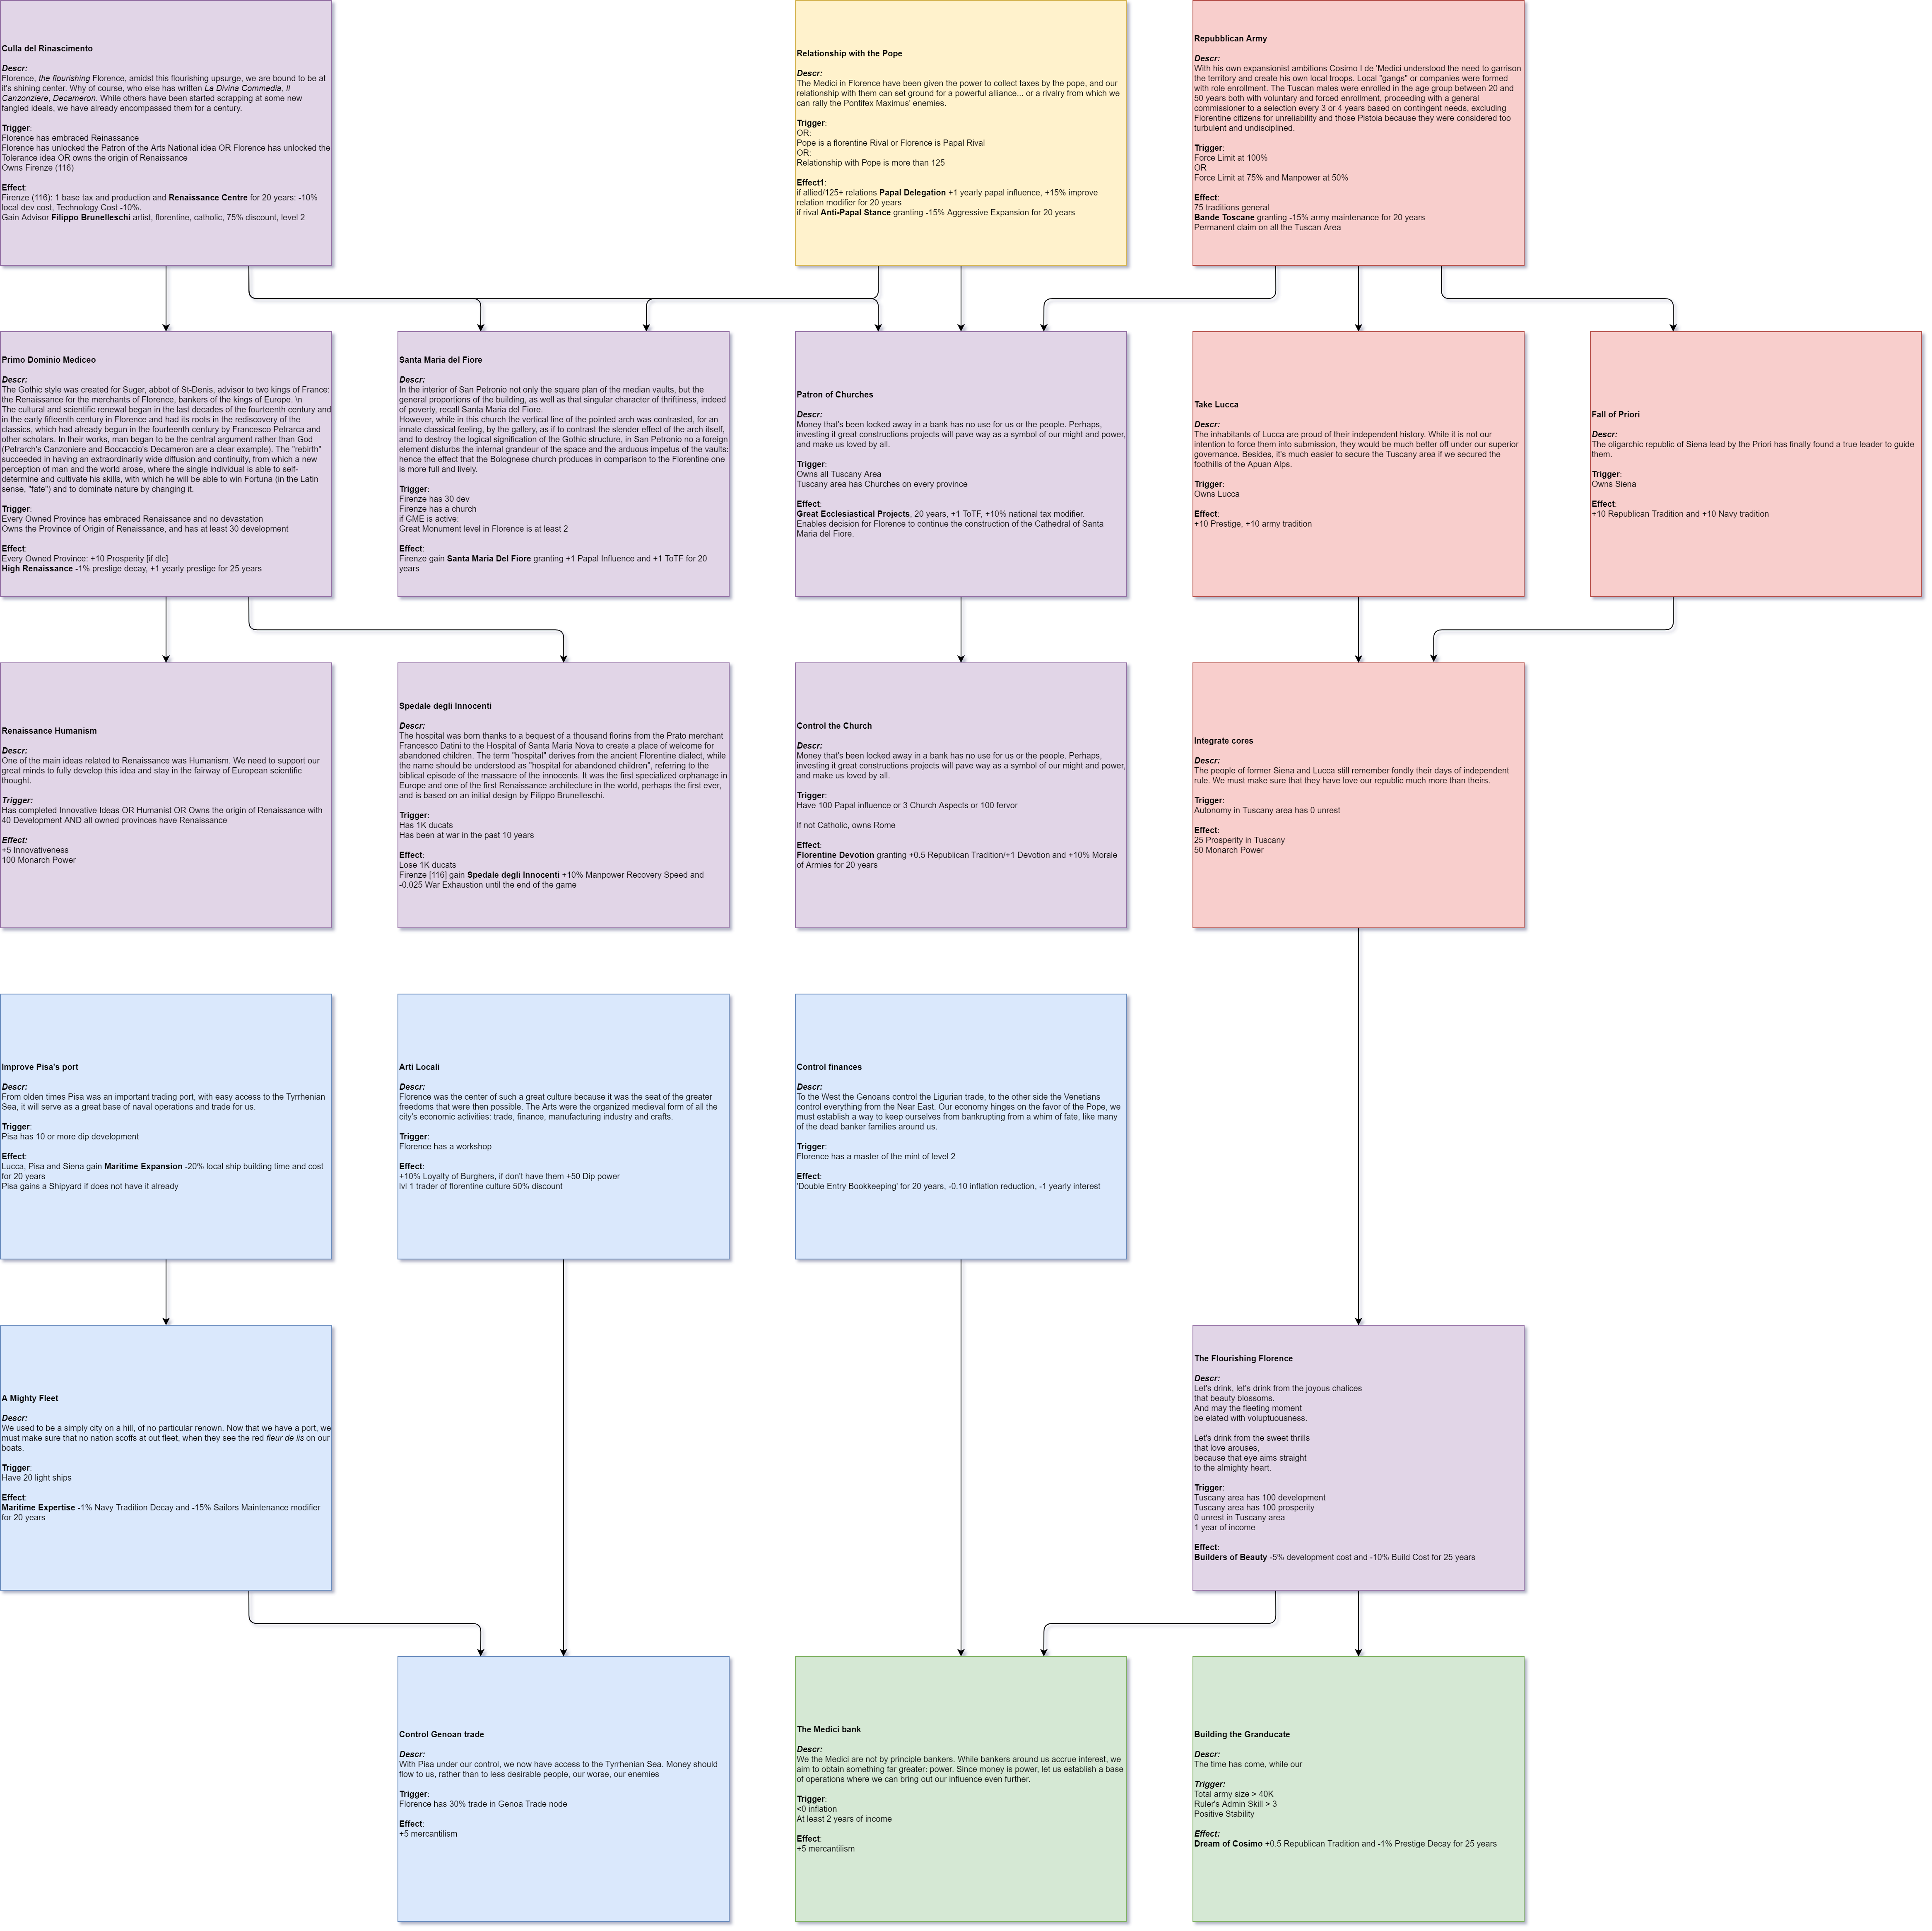 Culla del Rinascimento
Descr:
Florence, the flourishing Florence, amidst this flourishing upsurge, we are bound to be at
it's shining center. Why of course, who else has written La Divina Commedia, Il
Canzonziere, Decameron. While others have been started scrapping at some new
fangled ideals, we have already encompassed them for a century.
Trigger:
Florence has embraced Reinassance
Florence has unlocked the Patron of the Arts National idea OR Florence has unlocked the
Tolerance idea OR owns the origin of Renaissance
Owns Firenze (116)
Effect:
Firenze (116): 1 base tax and production and Renaissance Centre for 20 years: -10%
local dev cost, Technology Cost -10%.
Gain Advisor Filippo Brunelleschi artist, florentine, catholic, 75% discount, level 2
Relationship with the Pope
Descr:
The Medici in Florence have been given the power to collect taxes by the pope, and our
relationship with them can set ground for a powerful alliance... or a rivalry from which we
can rally the Pontifex Maximus' enemies.
Trigger:
OR:
Pope is a florentine Rival or Florence is Papal Rival
OR:
Relationship with Pope is more than 125
Effect1:
if allied/125+ relations Papal Delegation +1 yearly papal influence, +15% improve
relation modifier for 20 years
if rival Anti-Papal Stance granting -15% Aggressive Expansion for 20 years
Repubblican Army
Descr:
With his own expansionist ambitions Cosimo I de 'Medici understood the need to garrison
the territory and create his own local troops. Local "gangs" or companies were formed
with role enrollment. The Tuscan males were enrolled in the age group between 20 and
50 years both with voluntary and forced enrollment, proceeding with a general
commissioner to a selection every 3 or 4 years based on contingent needs, excluding
Florentine citizens for unreliability and those Pistoia because they were considered too
turbulent and undisciplined.
Trigger:
Force Limit at 100%
OR
Force Limit at 75% and Manpower at 50%
Effect:
75 traditions general
Bande Toscane granting -15% army maintenance for 20 years
Permanent claim on all the Tuscan Area
Primo Dominio Mediceo
Descr:
The Gothic style was created for Suger, abbot of St-Denis, advisor to two kings of France:
the Renaissance for the merchants of Florence, bankers of the kings of Europe. \n
The cultural and scientific renewal began in the last decades of the fourteenth century and
in the early fifteenth century in Florence and had its roots in the rediscovery of the
classics, which had already begun in the fourteenth century by Francesco Petrarca and
other scholars. In their works, man began to be the central argument rather than God
(Petrarch's Canzoniere and Boccaccio's Decameron are a clear example). The "rebirth"
succeeded in having an extraordinarily wide diffusion and continuity, from which a new
perception of man and the world arose, where the single individual is able to self-
determine and cultivate his skills, with which he will be able to win Fortuna (in the Latin
sense, "fate") and to dominate nature by changing it.
Trigger:
Every Owned Province has embraced Renaissance and no devastation
Owns the Province of Origin of Renaissance, and has at least 30 development
Effect:
Every Owned Province: +10 Prosperity [if dlc]
High Renaissance -1% prestige decay, +1 yearly prestige for 25 years
Santa Maria del Fiore
Descr:
In the interior of San Petronio not only the square plan of the median vaults, but the
general proportions of the building, as well as that singular character of thriftiness, indeed
of poverty, recall Santa Maria del Fiore.
However, while in this church the vertical line of the pointed arch was contrasted, for an
innate classical feeling, by the gallery, as if to contrast the slender effect of the arch itself,
and to destroy the logical signification of the Gothic structure, in San Petronio no a foreign
element disturbs the internal grandeur of the space and the arduous impetus of the vaults:
hence the effect that the Bolognese church produces in comparison to the Florentine one
is more full and lively.
Trigger:
Firenze has 30 dev
Firenze has a church
if GME is active:
Great Monument level in Florence is at least 2
Effect:
Firenze gain Santa Maria Del Fiore granting +1 Papal Influence and +1 ToTF for 20
years
Patron of Churches
Descr:
Money that's been locked away in a bank has no use for us or the people. Perhaps,
investing it great constructions projects will pave way as a symbol of our might and power,
and make us loved by all.
Trigger:
Owns all Tuscany Area
Tuscany area has Churches on every province
Effect:
Great Ecclesiastical Projects, 20 years, +1 ToTF, +10% national tax modifier.
Enables decision for Florence to continue the construction of the Cathedral of Santa
Maria del Fiore.
Take Lucca
Descr:
The inhabitants of Lucca are proud of their independent history. While it is not our
intention to force them into submission, they would be much better off under our superior
governance. Besides, it's much easier to secure the Tuscany area if we secured the
foothills of the Apuan Alps.
Trigger:
Owns Lucca
Effect:
+10 Prestige, +10 army tradition
Fall of Priori
Descr:
The oligarchic republic of Siena lead by the Priori has finally found a true leader to guide
them.
Trigger:
Owns Siena
Effect:
+10 Republican Tradition and +10 Navy tradition
Renaissance Humanism
Descr:
One of the main ideas related to Renaissance was Humanism. We need to support our
great minds to fully develop this idea and stay in the fairway of European scientific
thought.
Trigger:
Has completed Innovative Ideas OR Humanist OR Owns the origin of Renaissance with
40 Development AND all owned provinces have Renaissance
Effect:
+5 Innovativeness
100 Monarch Power
Spedale degli Innocenti
Descr:
The hospital was born thanks to a bequest of a thousand florins from the Prato merchant
Francesco Datini to the Hospital of Santa Maria Nova to create a place of welcome for
abandoned children. The term "hospital" derives from the ancient Florentine dialect, while
the name should be understood as "hospital for abandoned children", referring to the
biblical episode of the massacre of the innocents. It was the first specialized orphanage in
Europe and one of the first Renaissance architecture in the world, perhaps the first ever,
and is based on an initial design by Filippo Brunelleschi.
Trigger:
Has 1K ducats
Has been at war in the past 10 years
Effect:
Lose 1K ducats
Firenze [116] gain Spedale degli Innocenti +10% Manpower Recovery Speed and
-0.025 War Exhaustion until the end of the game
Control the Church
Descr:
Money that's been locked away in a bank has no use for us or the people. Perhaps,
investing it great constructions projects will pave way as a symbol of our might and power,
and make us loved by all.
Trigger:
Have 100 Papal influence or 3 Church Aspects or 100 fervor
If not Catholic, owns Rome
Effect:
Florentine Devotion granting +0.5 Republican Tradition/+1 Devotion and +10% Morale
of Armies for 20 years
Integrate cores
Descr:
The people of former Siena and Lucca still remember fondly their days of independent
rule. We must make sure that they have love our republic much more than theirs.
Trigger:
Autonomy in Tuscany area has 0 unrest
Effect:
25 Prosperity in Tuscany
50 Monarch Power
Improve Pisa's port
Descr:
From olden times Pisa was an important trading port, with easy access to the Tyrrhenian
Sea, it will serve as a great base of naval operations and trade for us.
Trigger:
Pisa has 10 or more dip development
Effect:
Lucca, Pisa and Siena gain Maritime Expansion -20% local ship building time and cost
for 20 years
Pisa gains a Shipyard if does not have it already
Arti Locali
Descr:
Florence was the center of such a great culture because it was the seat of the greater
freedoms that were then possible. The Arts were the organized medieval form of all the
city's economic activities: trade, finance, manufacturing industry and crafts.
Trigger:
Florence has a workshop
Effect:
+10% Loyalty of Burghers, if don't have them +50 Dip power
lvl 1 trader of florentine culture 50% discount
Control finances
Descr:
To the West the Genoans control the Ligurian trade, to the other side the Venetians
control everything from the Near East. Our economy hinges on the favor of the Pope, we
must establish a way to keep ourselves from bankrupting from a whim of fate, like many
of the dead banker families around us.
Trigger:
Florence has a master of the mint of level 2
Effect:
'Double Entry Bookkeeping' for 20 years, -0.10 inflation reduction, -1 yearly interest
A Mighty Fleet
Descr:
We used to be a simply city on a hill, of no particular renown. Now that we have a port, we
must make sure that no nation scoffs at out fleet, when they see the red fleur de lis on our
boats.
Trigger:
Have 20 light ships
Effect:
Maritime Expertise -1% Navy Tradition Decay and -15% Sailors Maintenance modifier
for 20 years
The Flourishing Florence
Descr:
Let's drink, let's drink from the joyous chalices
that beauty blossoms.
And may the fleeting moment
be elated with voluptuousness.
Let's drink from the sweet thrills
that love arouses,
because that eye aims straight
to the almighty heart.
Trigger:
Tuscany area has 100 development
Tuscany area has 100 prosperity
0 unrest in Tuscany area
1 year of income
Effect:
Builders of Beauty -5% development cost and -10% Build Cost for 25 years
Control Genoan trade
Descr:
With Pisa under our control, we now have access to the Tyrrhenian Sea. Money should
flow to us, rather than to less desirable people, our worse, our enemies
Trigger:
Florence has 30% trade in Genoa Trade node
Effect:
+5 mercantilism
The Medici bank
Descr:
We the Medici are not by principle bankers. While bankers around us accrue interest, we
aim to obtain something far greater: power. Since money is power, let us establish a base
of operations where we can bring out our influence even further.
Trigger:
<0 inflation
At least 2 years of income
Effect:
+5 mercantilism
Building the Granducate
Descr:
The time has come, while our
Trigger:
Total army size > 40K
Ruler's Admin Skill > 3
Positive Stability
Effect:
Dream of Cosimo +0.5 Republican Tradition and -1% Prestige Decay for 25 years